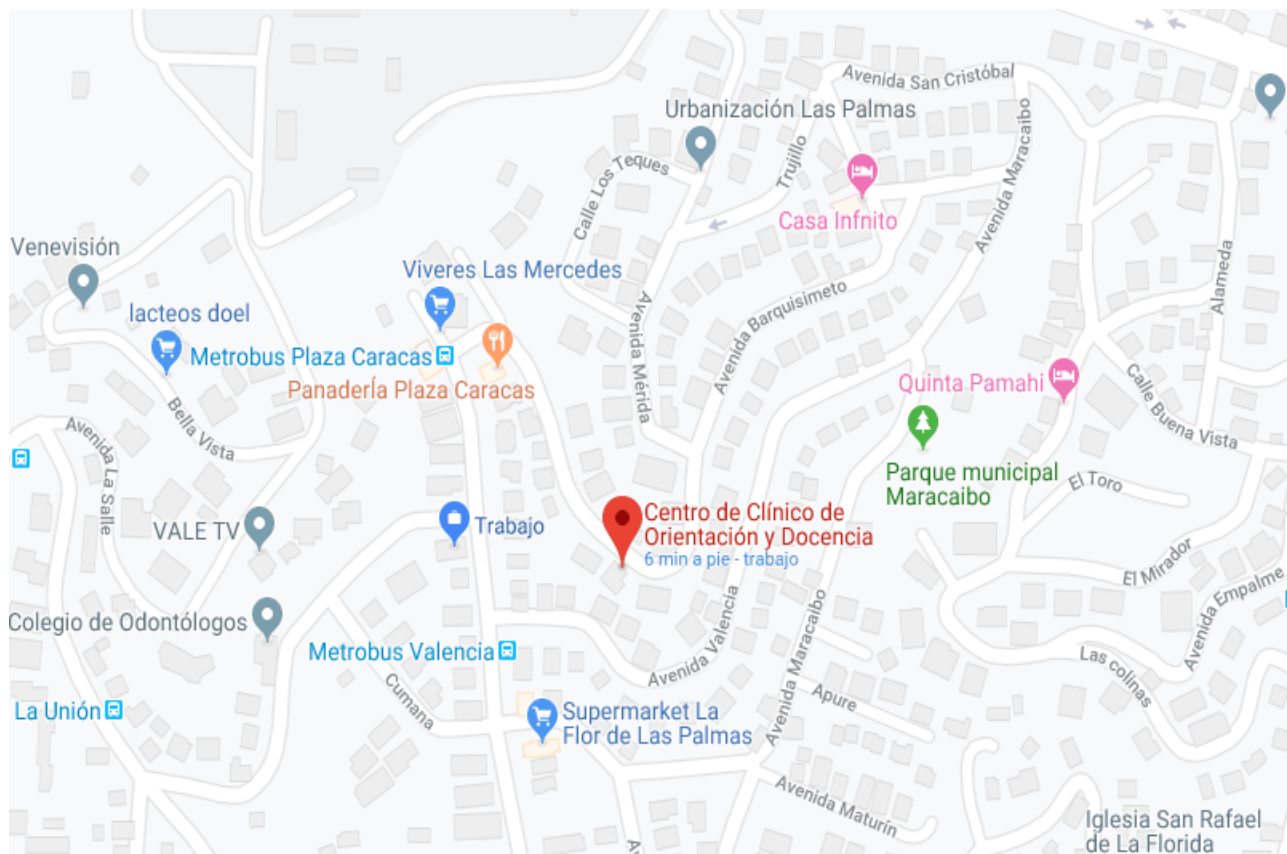 Avenida San Cristóbal
Urbanización Las Palmas
Trujillo
Calle Los Teques
Avenida Maracaibo
Casa Infnito
Venevisión
Viveres Las Mercedes
Alameda
lacteos doel
Avenida Barquisimeto
Avenida Mérida
Metrobus Plaza Caracas
Panadería Plaza Caracas
Quinta Pamahi
Calle Buena Vista
Bella Vista
Avenida La Salle
Parque municipal
Maracaibo
El Toro
VALE TV
Trabajo
Centro de Clínico de
Orientación y Docencia
6 min a pie - trabajo
El Mirador
Avenida Empalme
Colegio de Odontólogos
Metrobus Valencia
Avenida Valencia
Avenida Maracaibo
Las colinas
Cumana
Apure
La Unión
Supermarket La
Flor de Las Palmas
Avenida Maturín
Iglesia San Rafael
de La Florida